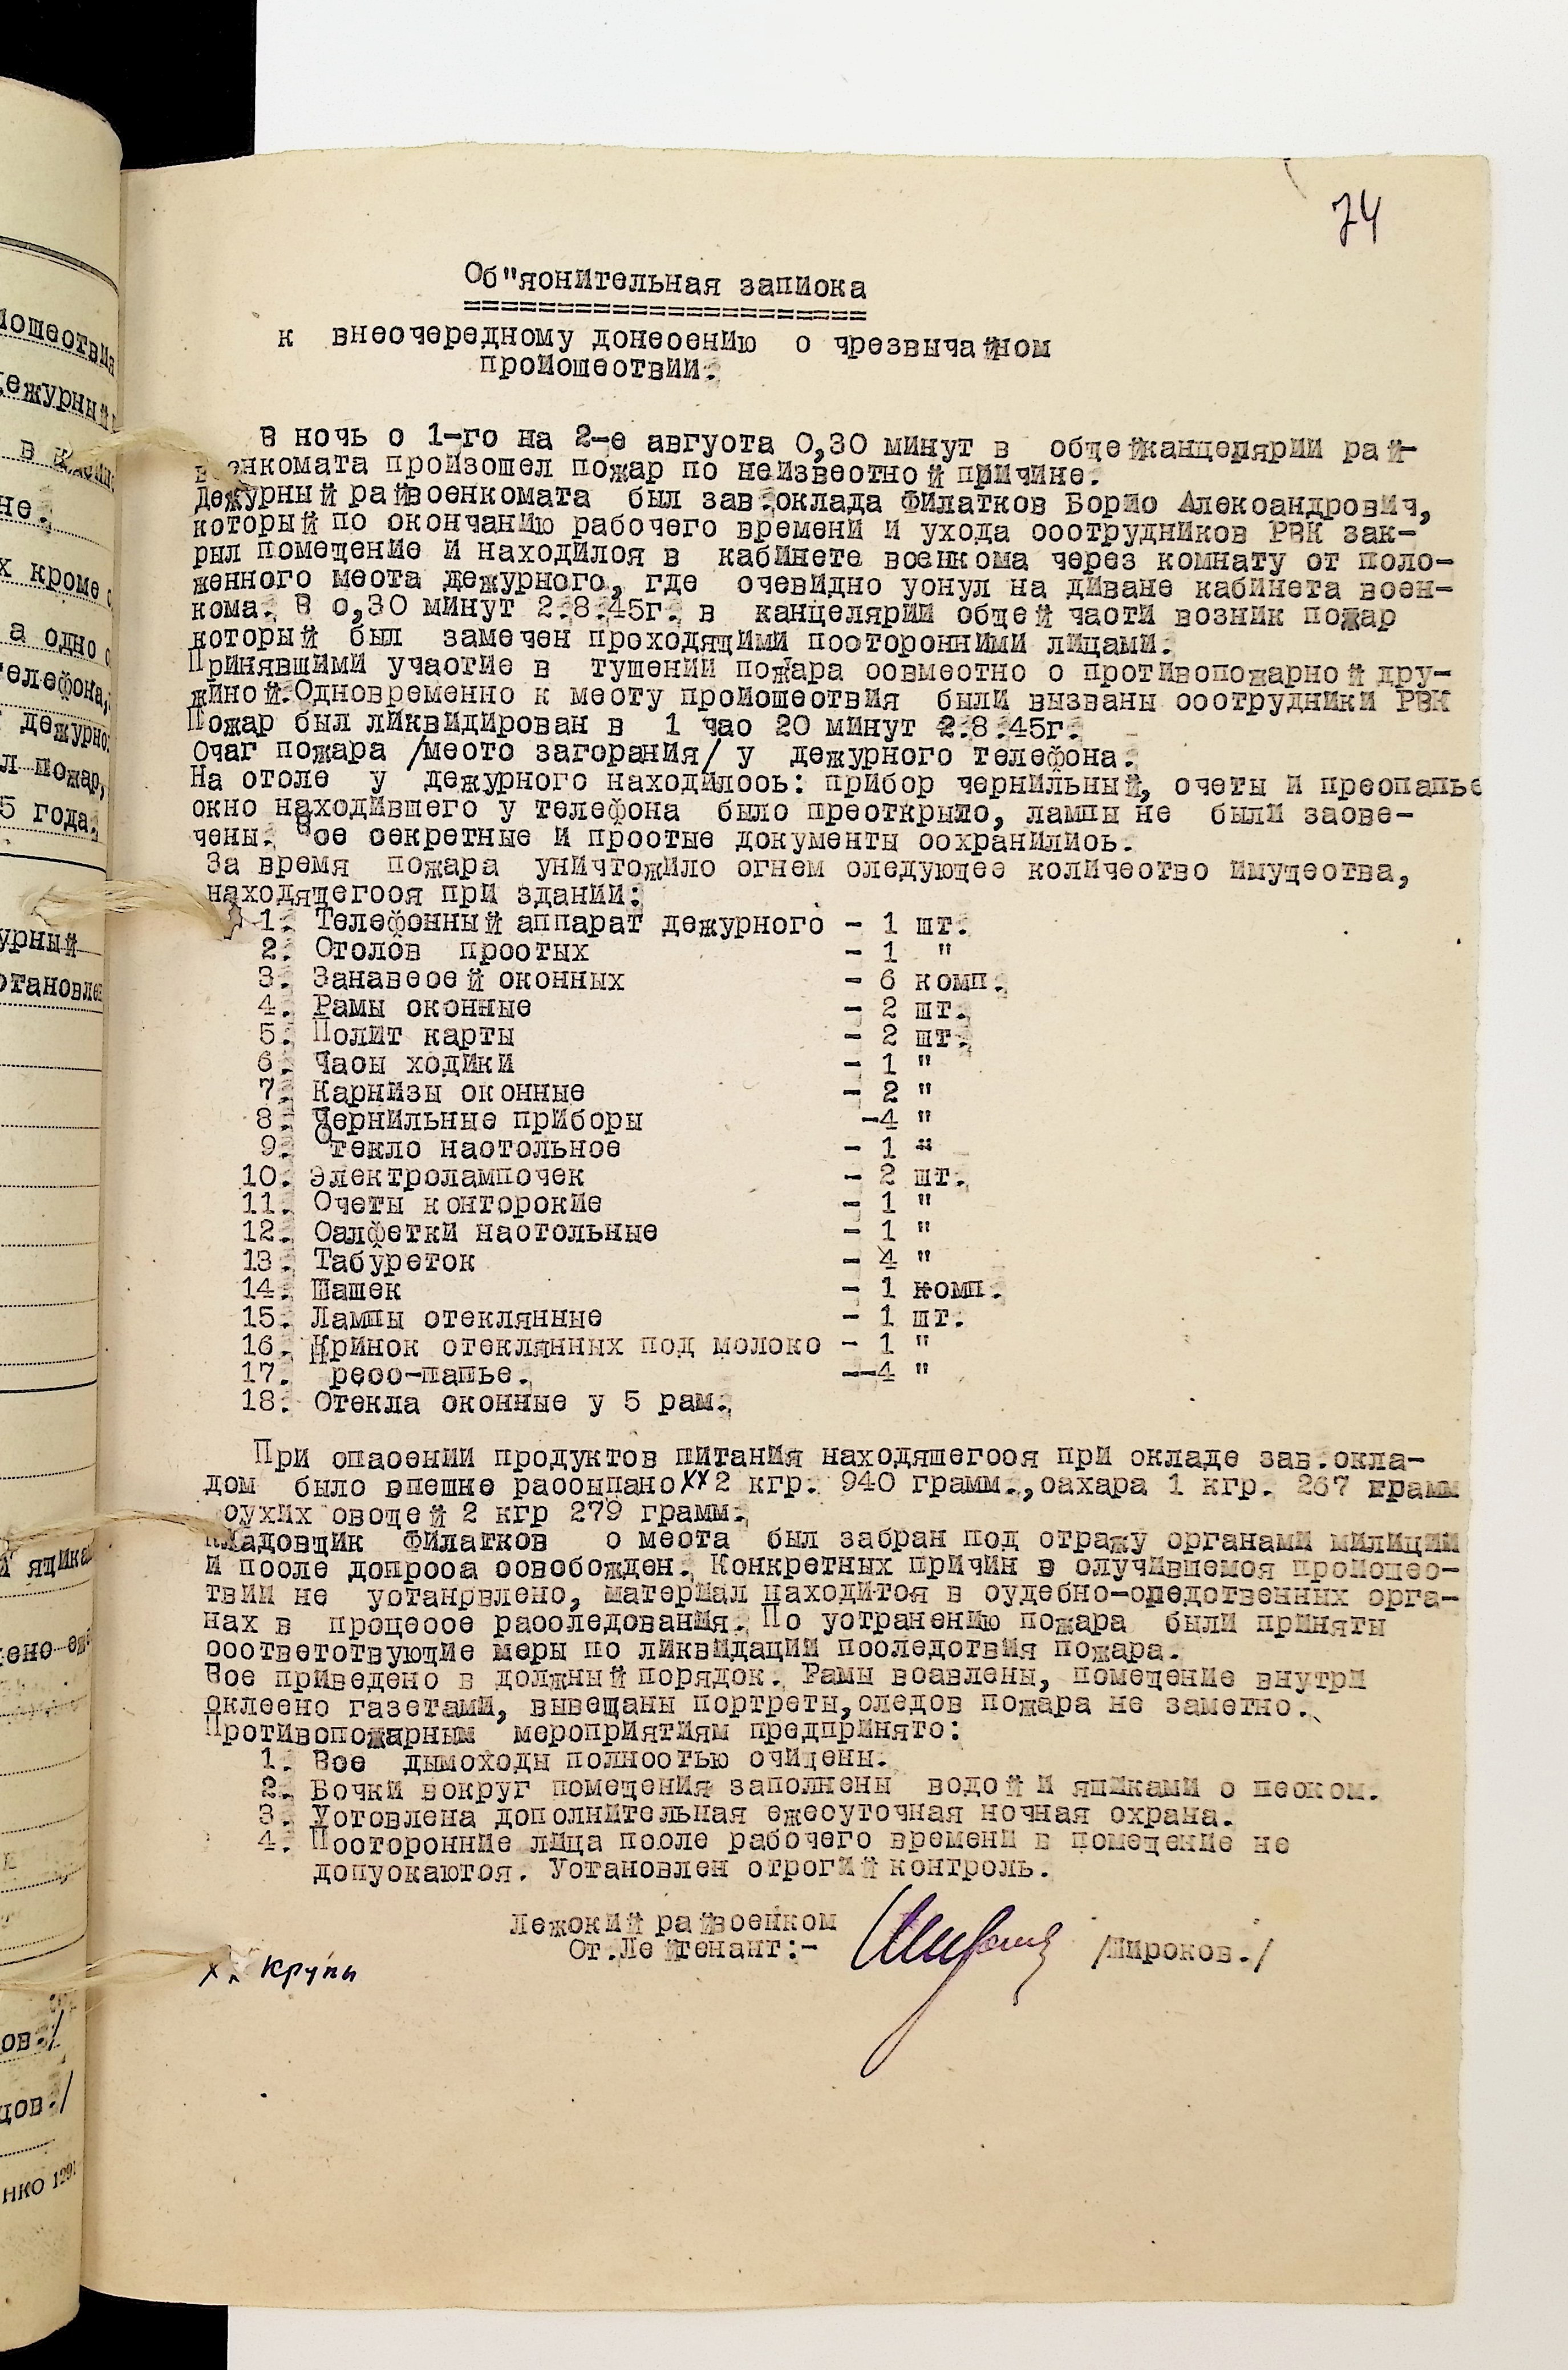 74
Об"яснительная записка
=======================
к внеочередному донесению о чрезвычайном
происшествии.
В ночь с 1-го на 2-е августа 0,30 минут в общейканцелярии рай-
военкомата произошел пожар по неизвестной причине.
Дежурный райвоенкомата был зав.склада Филатков Борис Александрович,
который по окончанию рабочего времени и ухода сострудников РВК зак-
рыл помещение и находился в кабинете военкома через комнату от поло-
женного места дежурного, где очевидно уснул на диване кабинета воен-
кома. В 0,30 минут 2.8.45г. в канцелярии общей части возник пожар
который был замечен проходящими посторонними лицами.
Принявшими участие в тушении пожара совместно с противопожарной дру-
жиной.Одновременно к месту происшествия были вызваны сострудники РВК
Пожар был ликвидирован в 1 час 20 минут 2.8.45г.
Очаг пожара /место загорания/ у дежурного телефона.
На столе у дежурного находилось: прибор чернильный, счеты и преспапье
окно находившего у телефона было преоткрыто, лампы не были засве-
чены. Все секретные и простые документы сохранились.
За время пожара уничтожило огнем следующее количество имущества,
находящегося при здании:
1. Телефонный аппарат дежурного - 1 шт.
2. Столов простых - 1 "
3. Занавесей оконных - 6 комп.
4. Рамы оконные - 2 шт.
5. Полит карты - 2 шт.
6. Часы ходики - 1 "
7. Карнизы оконные - 2 "
8. Чернильные приборы -4 "
9. Стекло настольное - 1 "
10. Электролампочек - 2 шт.
11. Счеты конторские - 1 "
12. Салфетки настольные - 1 "
13. Табуреток - 4 "
14. Шашек - 1 комп.
15. Лампы стеклянные - 1 шт.
16. Кринок стеклянных под молоко - 1 "
17. Пресс-папье. --4 "
18. Стекла оконные у 5 рам.
При спасении продуктов питания находящегося при складе зав.скла-
дом было впешке рассыпано хх 2 кгр. 940 грамм.,сахара 1 кгр. 267 грамм
сухих овощей 2 кгр 279 грамм.
Кладовщик Филатков с места был забран под стражу органами милиции
и после допроса освобожден. Конкретных причин в случившемся происшес-
твии не устанрвлено, материал находится в судебно-следственных орга-
нах в процессе расследования. По устранению пожара были приняты
соответствующие меры по ликвидации последствия пожара.
Все приведено в должный порядок. Рамы вставлены, помещение внутри
оклеено газетами, вывещаны портреты,следов пожара не заметно.
Противопожарным мероприятиям предпринято:
1. Все дымоходы полностью очищены.
2. Бочки вокруг помещения заполнены водой и ящиками с песком.
3. Устовлена дополнительная ежесуточная ночная охрана.
4. Посторонние лица после рабочего времени в помещение не
допускаются. Установлен строгий контроль.
Лежский райвоенком
Ст.Лейтенант:- /Широков./
хх крупы